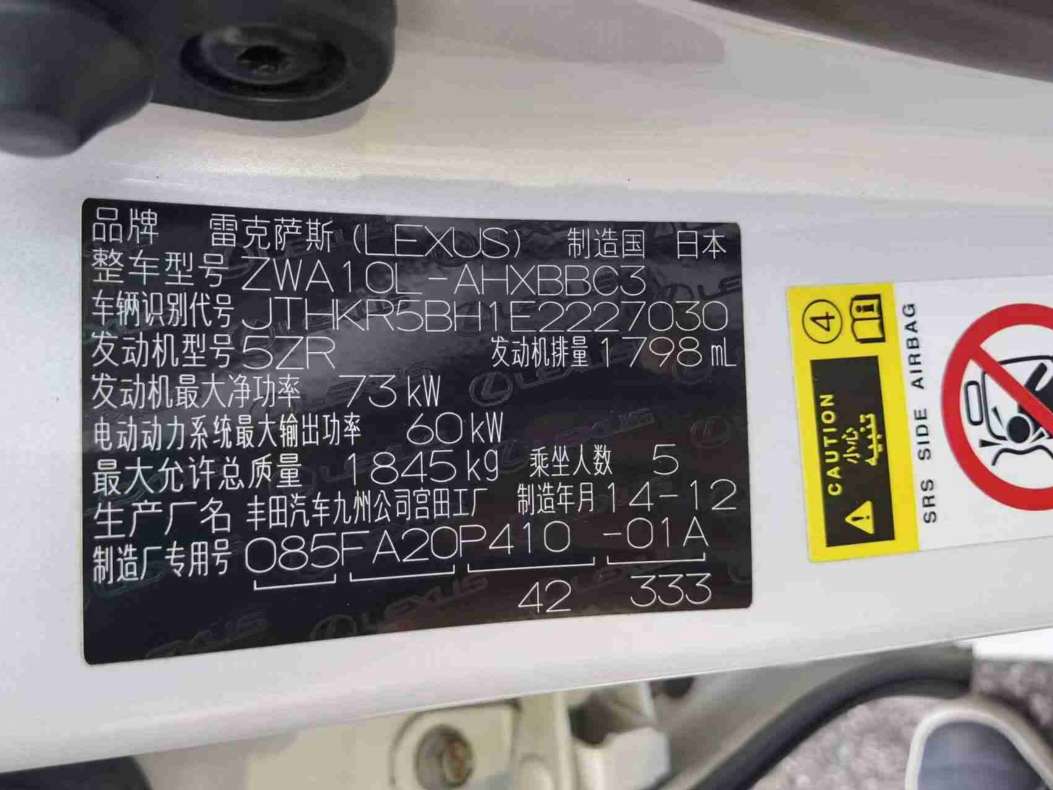 品牌 雷克萨斯 (LEXUS) 制造国 日本
整车型号 ZWA10L-AHXBBC3
车辆识别代号 JTHKR5BH1E2227030
发动机型号 5ZR 发动机排量 1798 mL
发动机最大净功率 73 kW
电动动力系统最大输出功率 60 kW
最大允许总质量 1845 kg 乘坐人数 5
生产厂名 丰田汽车九州公司宫田工厂 制造年月 14-12
制造厂专用号 085FA20P410 -01A
42 333
4
CAUTION
تنبيه
SRS SIDE AIRBAG